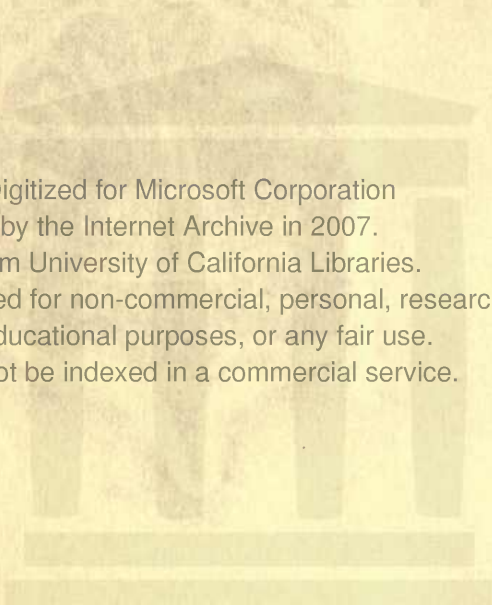 igitized for Microsoft Corporation
by the Internet Archive in 2007.
m University of California Libraries.
ed for non-commercial, personal, researc
ducational purposes, or any fair use.
ot be indexed in a commercial service.